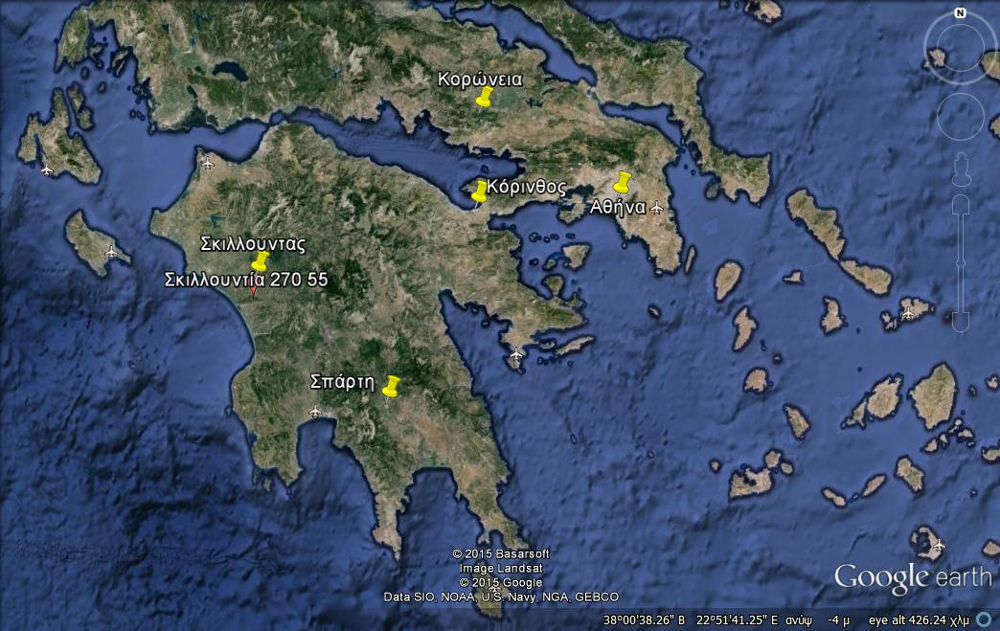 N
Κορώνεια
Κόρινθος
Αθήνα
Σκιλλουντας
Σκιλλουντία 270 55
Σπάρτη
© 2015 Basarsoft
Image Landsat
© 2015 Google
Data SIO, NOAA, U.S. Navy, NGA, GEBCO
Google earth
38°00'38.26" B 22°51'41.25" E ανύψ -4 μ eye alt 426.24 χλμ